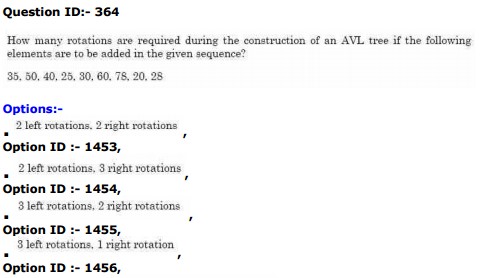 Question ID:- 364
How many rotations are required during the construction of an AVL tree if the following
elements are to be added in the given sequence?
35, 50, 40, 25, 30, 60, 78, 20, 28
Options:-
2 left rotations, 2 right rotations ,
Option ID :- 1453,
2 left rotations, 3 right rotations ,
Option ID :- 1454,
3 left rotations, 2 right rotations ,
Option ID :- 1455,
3 left rotations, 1 right rotation ,
Option ID :- 1456,